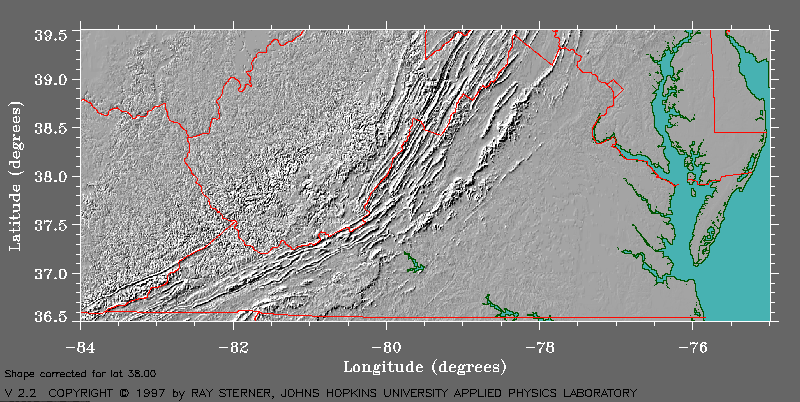 39.5
39.0
38.5
38.0
37.5
37.0
36.5
Latitude (degrees)
-84 -82 -80 -78 -76
Longitude (degrees)
Shape corrected for lat 38.00
V 2.2 COPYRIGHT © 1997 by RAY STERNER, JOHNS HOPKINS UNIVERSITY APPLIED PHYSICS LABORATORY